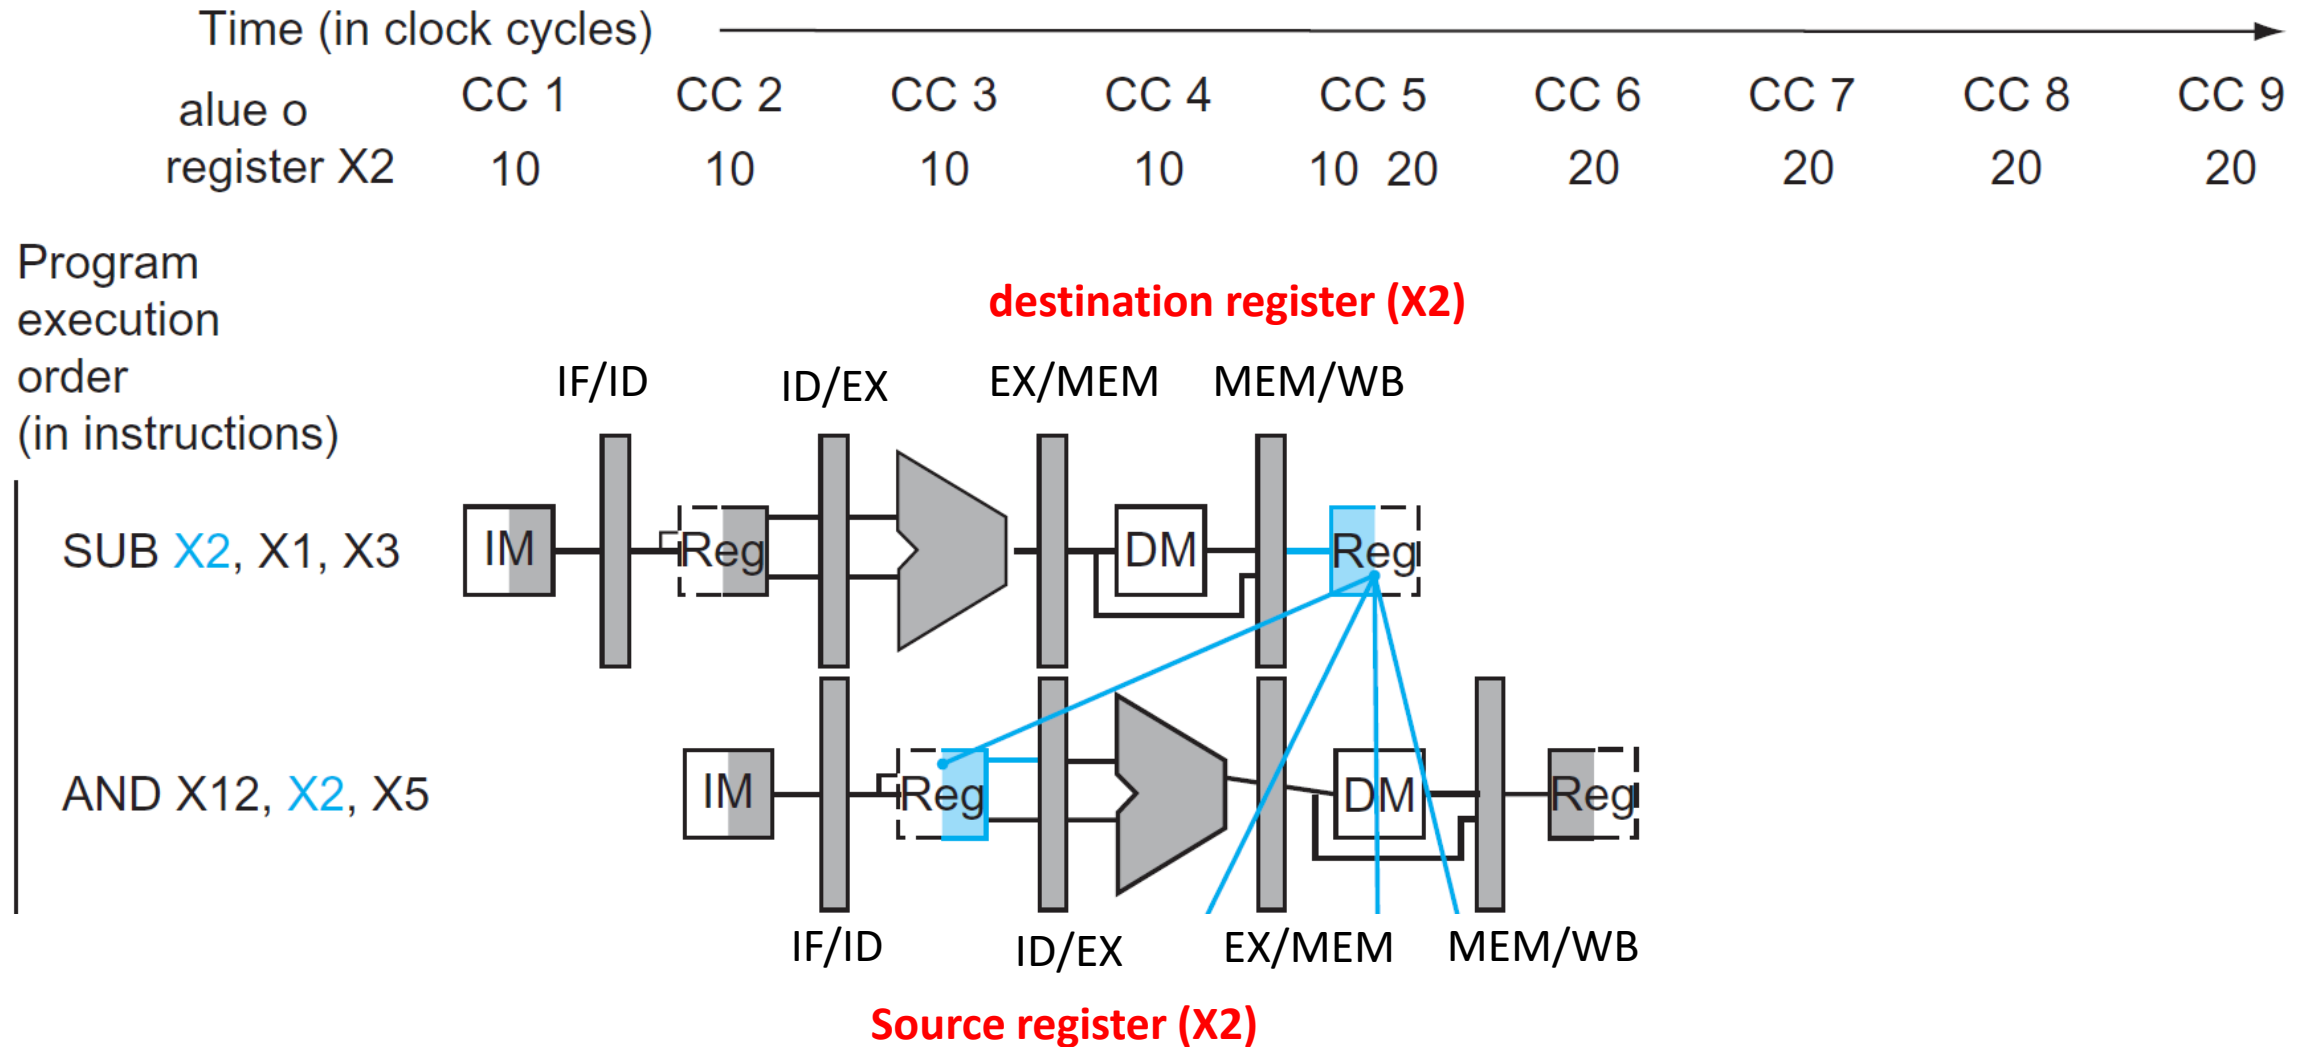 Time (in clock cycles)
CC 1 CC 2 CC 3 CC 4 CC 5 CC 6 CC 7 CC 8 CC 9
alue o
register X2 10 10 10 10 10 20 20 20 20 20
Program
execution
order
(in instructions)
destination register (X2)
IF/ID ID/EX EX/MEM MEM/WB
SUB X2, X1, X3 IM Reg DM Reg
AND X12, X2, X5 IM Reg DM Reg
IF/ID ID/EX EX/MEM MEM/WB
Source register (X2)